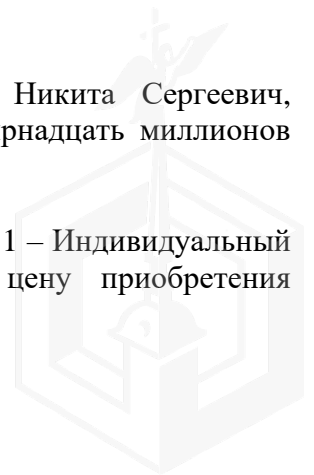 Никита Сергеевич,
рнадцать миллионов
1 – Индивидуальный
цену приобретения